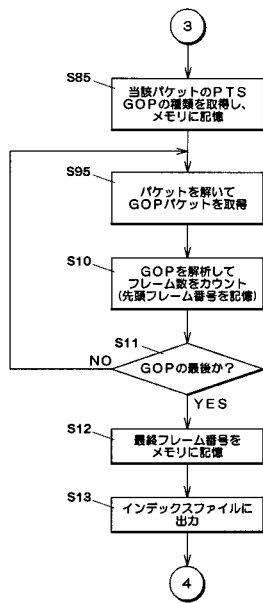 3
S85
当該パケットのPTS
GOPの種類を取得し、
メモリに記憶
S95
パケットを解いて
GOPパケットを取得
S10
GOPを解析して
フレーム数をカウント
(先頭フレーム番号を記憶)
S11
GOPの最後か?
NO
YES
S12
最終フレーム番号を
メモリに記憶
S13
インデックスファイルに
出力
4